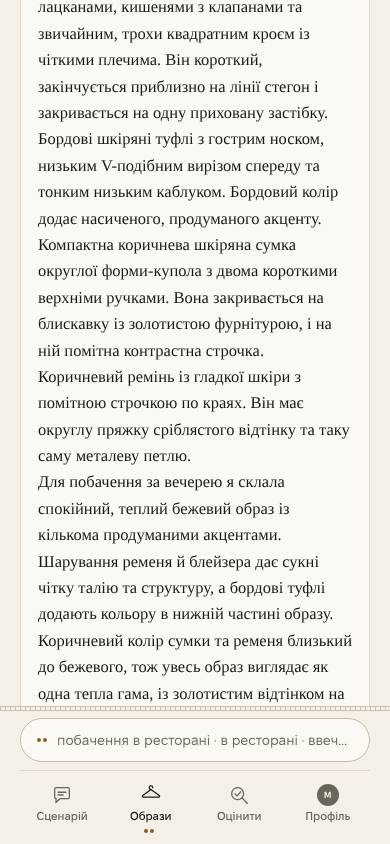 лацканами, кишенями з клапанами та
звичайним, трохи квадратним кроєм із
чіткими плечима. Він короткий,
закінчується приблизно на лінії стегон і
закривається на одну приховану застібку.
Бордові шкіряні туфлі з гострим носком,
низьким V-подібним вирізом спереду та
тонким низьким каблуком. Бордовий колір
додає насиченого, продуманого акценту.
Компактна коричнева шкіряна сумка
округлої форми-купола з двома короткими
верхніми ручками. Вона закривається на
блискавку із золотистою фурнітурою, і на
ній помітна контрастна строчка.
Коричневий ремінь із гладкої шкіри з
помітною строчкою по краях. Він має
округлу пряжку сріблястого відтінку та таку
саму металеву петлю.
Для побачення за вечерею я склала
спокійний, теплий бежевий образ із
кількома продуманими акцентами.
Шарування ременя й блейзера дає сукні
чітку талію та структуру, а бордові туфлі
додають кольору в нижній частині образу.
Коричневий колір сумки та ременя близький
до бежевого, тож увесь образ виглядає як
одна тепла гама, із золотистим відтінком на
побачення в ресторані · в ресторані · ввеч...
Сценарій
Образи
Оцінити
М
Профіль